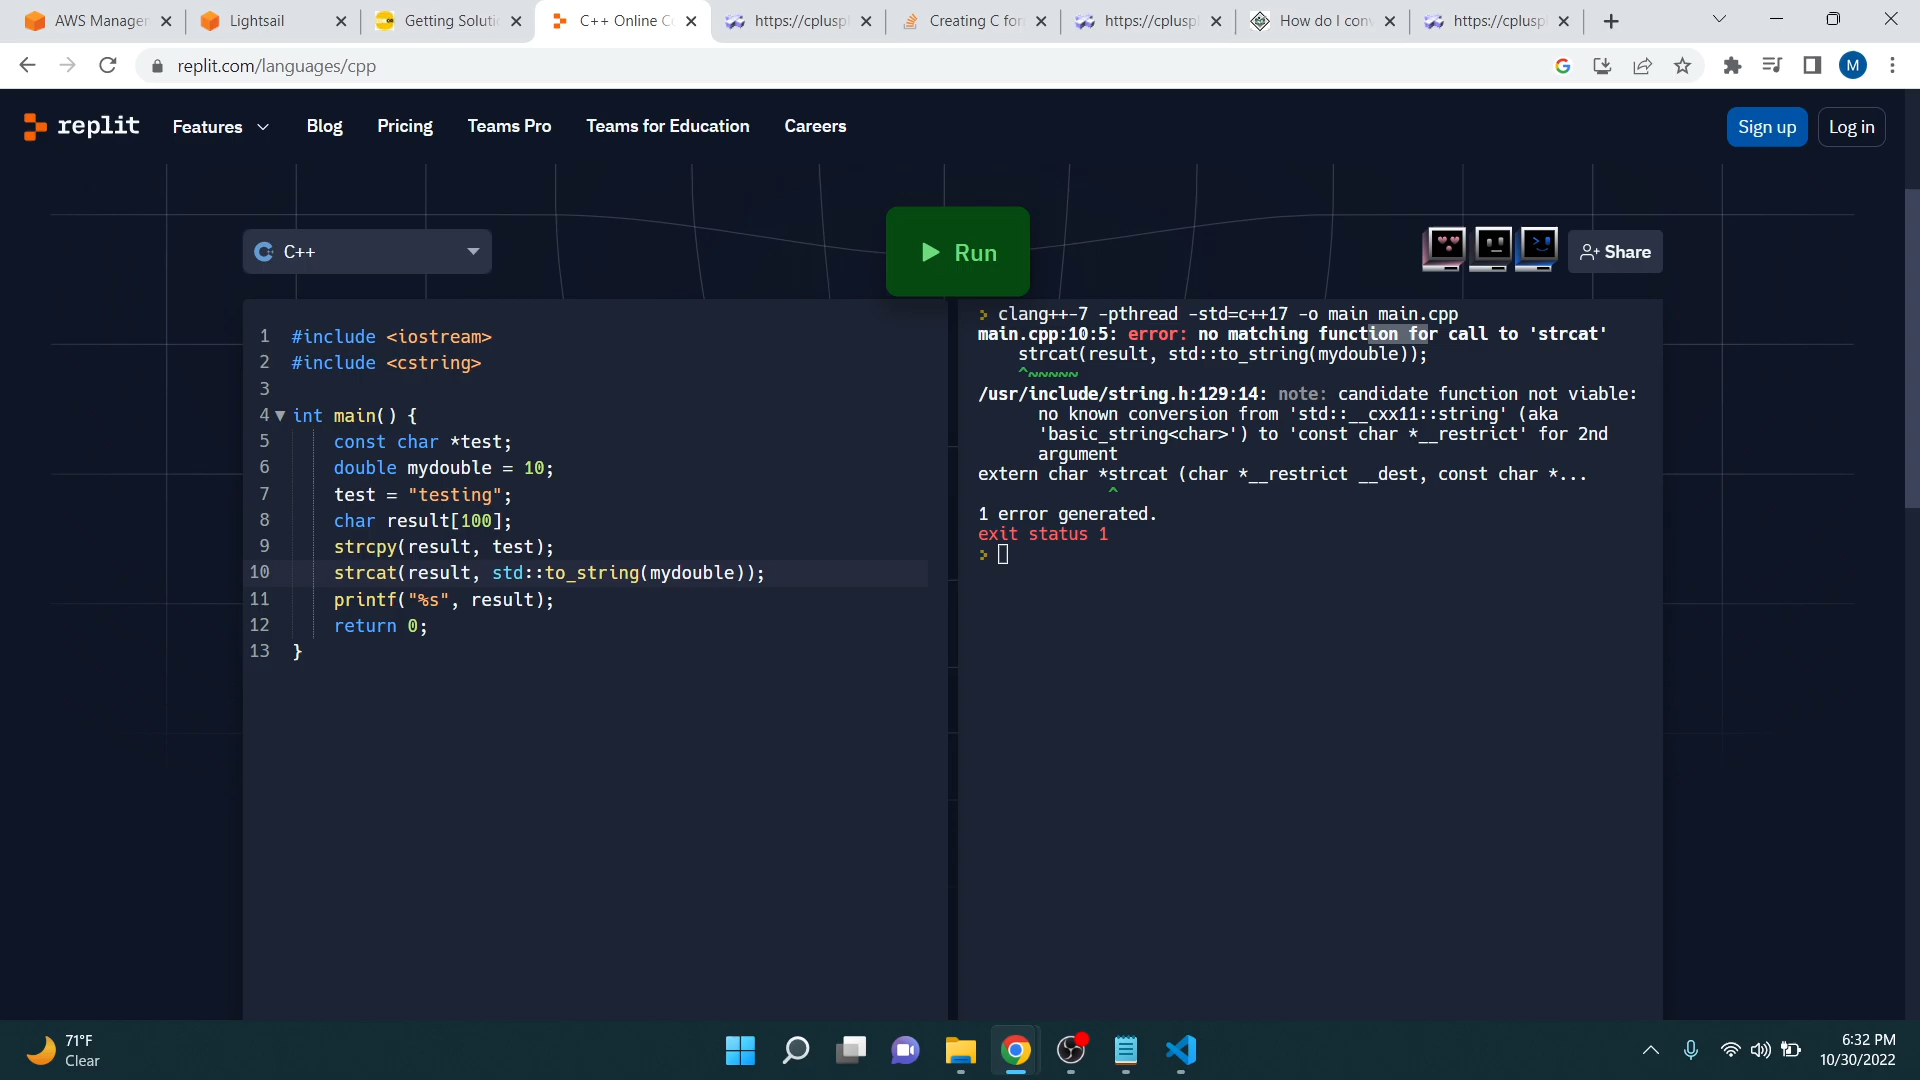 AWS Manager
Lightsail
Getting Soluti
C++ Online C
https://cpluspl
Creating C for
https://cpluspl
How do I conv
https://cpluspl
replit.com/languages/cpp
M
replit
Features
Blog
Pricing
Teams Pro
Teams for Education
Careers
Sign up
Log in
C++
Run
Share
1 #include <iostream>
2 #include <cstring>
3
4 int main() {
5 const char *test;
6 double mydouble = 10;
7 test = "testing";
8 char result[100];
9 strcpy(result, test);
10 strcat(result, std::to_string(mydouble));
11 printf("%s", result);
12 return 0;
13 }
> clang++-7 -pthread -std=c++17 -o main main.cpp
main.cpp:10:5: error: no matching function for call to 'strcat'
strcat(result, std::to_string(mydouble));
^~~~~~
/usr/include/string.h:129:14: note: candidate function not viable:
no known conversion from 'std::__cxx11::string' (aka
'basic_string<char>') to 'const char *__restrict' for 2nd
argument
extern char *strcat (char *__restrict __dest, const char *...
^
1 error generated.
exit status 1
>
71°F
Clear
6:32 PM
10/30/2022